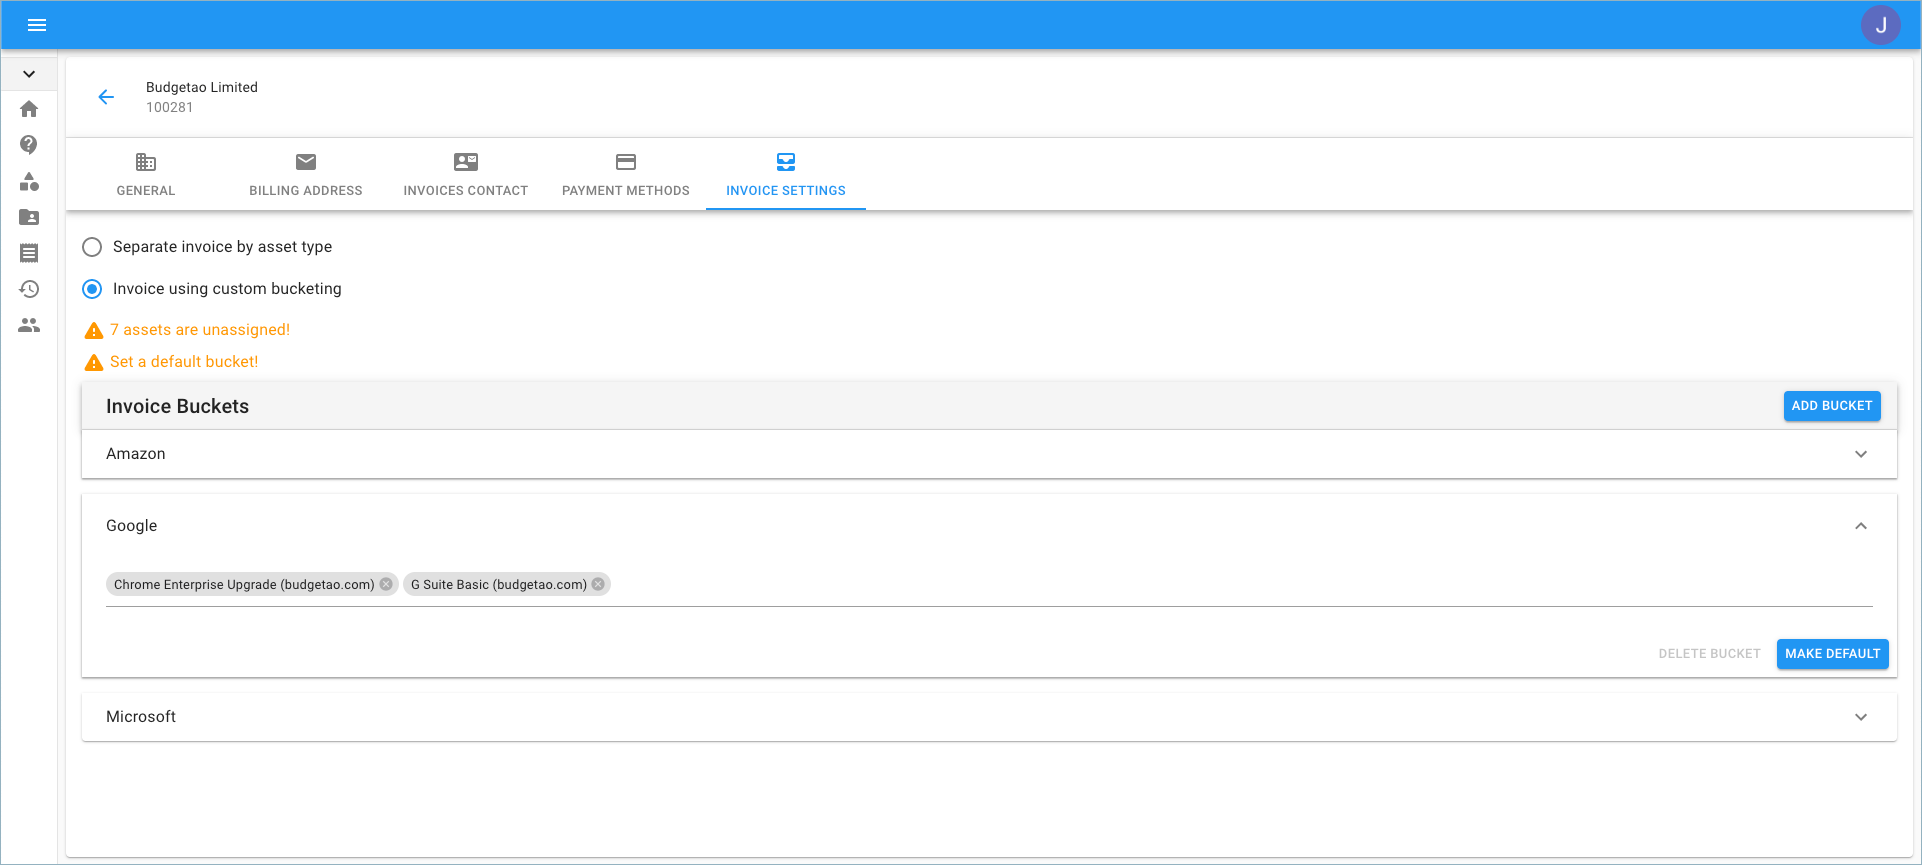 J
Budgetao Limited
100281
GENERAL
BILLING ADDRESS
INVOICES CONTACT
PAYMENT METHODS
INVOICE SETTINGS
Separate invoice by asset type
Invoice using custom bucketing
7 assets are unassigned!
Set a default bucket!
Invoice Buckets
ADD BUCKET
Amazon
Google
Chrome Enterprise Upgrade (budgetao.com) G Suite Basic (budgetao.com)
DELETE BUCKET MAKE DEFAULT
Microsoft